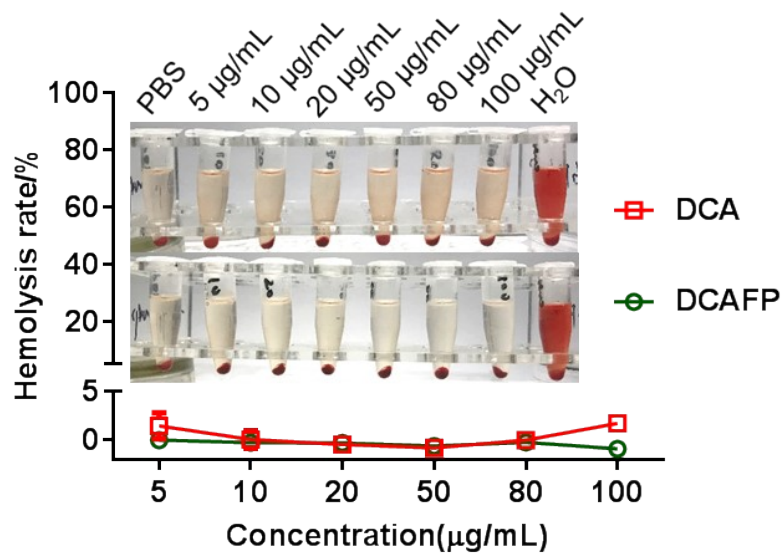 PBS
5 µg/mL
10 µg/mL
20 µg/mL
50 µg/mL
80 µg/mL
100 µg/mL
H₂O
Hemolysis rate/%
100
80
60
40
20
5
0
DCA
DCAFP
5 10 20 50 80 100
Concentration(µg/mL)